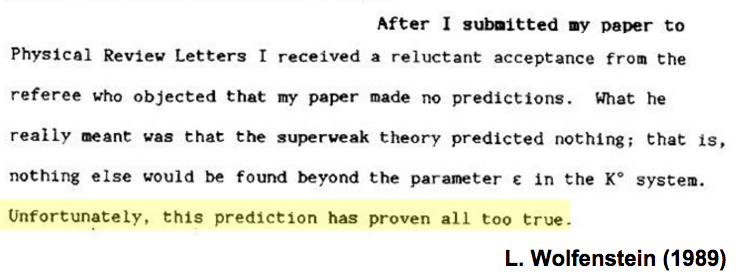 After I submitted my paper to
Physical Review Letters I received a reluctant acceptance from the
referee who objected that my paper made no predictions. What he
really meant was that the superweak theory predicted nothing; that is,
nothing else would be found beyond the parameter ε in the K° system.
Unfortunately, this prediction has proven all too true.
L. Wolfenstein (1989)